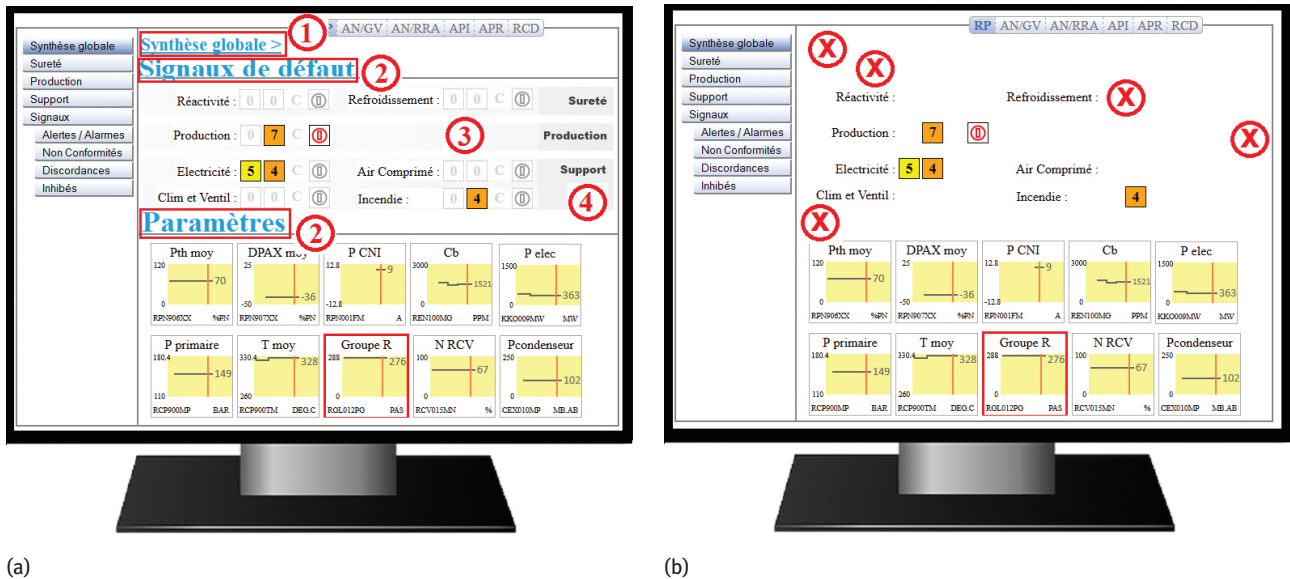 P AN/GV AN/RRA API APR RCD
Synthèse globale
Sureté
Production
Support
Signaux
Alertes / Alarmes
Non Conformités
Discordances
Inhibés
Synthèse globale >
1
Signaux de défaut
2
Réactivité : 0 0 C Refroidissement : 0 0 C Sureté
Production : 0 7 C 3 Production
Electricité : 5 4 C Air Comprimé : 0 0 C Support
Clim et Ventil : 0 0 C Incendie : 0 4 C 4
Paramètres 2
Pth moy DPAX moy P CNI Cb P elec
120 25 12.8 3000 1500
70 -36 9 1521 363
0 -50 -12.8 0 0
RPN906XX %PN RPN907XX %PN RPN001FM A REN100MG PPM KKO009MW MW
P primaire T moy Groupe R N RCV Pcondenseur
180.4 330.4 288 100 250
149 328 276 67 102
110 260 0 0 0
RCP900MP BAR RCP900TM DEG.C RGL012PG PAS RCV015MN % CEX010MP MB.AB
(a)
RP AN/GV AN/RRA API APR RCD
Synthèse globale
Sureté
Production
Support
Signaux
Alertes / Alarmes
Non Conformités
Discordances
Inhibés
X
X
Réactivité : Refroidissement : X
Production : 7 X
Electricité : 5 4 Air Comprimé :
Clim et Ventil : Incendie : 4
X
Pth moy DPAX moy P CNI Cb P elec
120 25 12.8 3000 1500
70 -36 9 1521 363
0 -50 -12.8 0 0
RPN906XX %PN RPN907XX %PN RPN001FM A REN100MG PPM KKO009MW MW
P primaire T moy Groupe R N RCV Pcondenseur
180.4 330.4 288 100 250
149 328 276 67 102
110 260 0 0 0
RCP900MP BAR RCP900TM DEG.C RGL012PG PAS RCV015MN % CEX010MP MB.AB
(b)